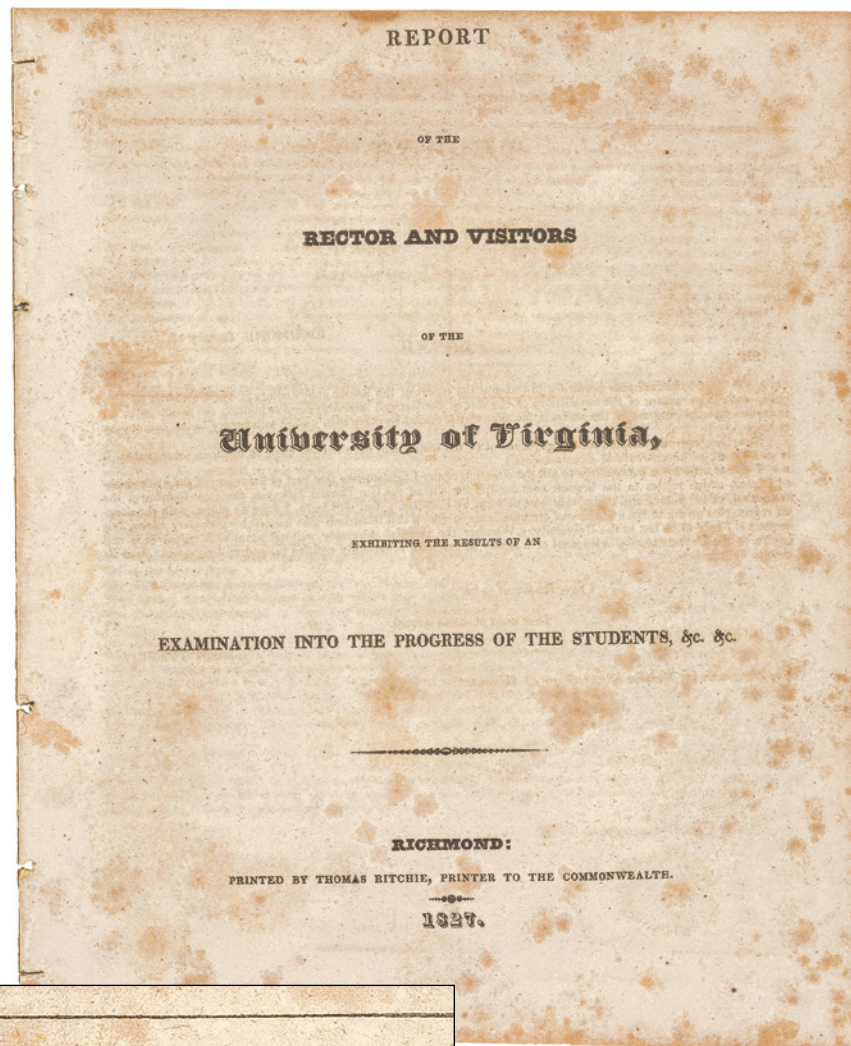 REPORT
OF THE
RECTOR AND VISITORS
OF THE
University of Virginia,
EXHIBITING THE RESULTS OF AN
EXAMINATION INTO THE PROGRESS OF THE STUDENTS, &c. &c.
RICHMOND:
PRINTED BY THOMAS RITCHIE, PRINTER TO THE COMMONWEALTH.
1827.